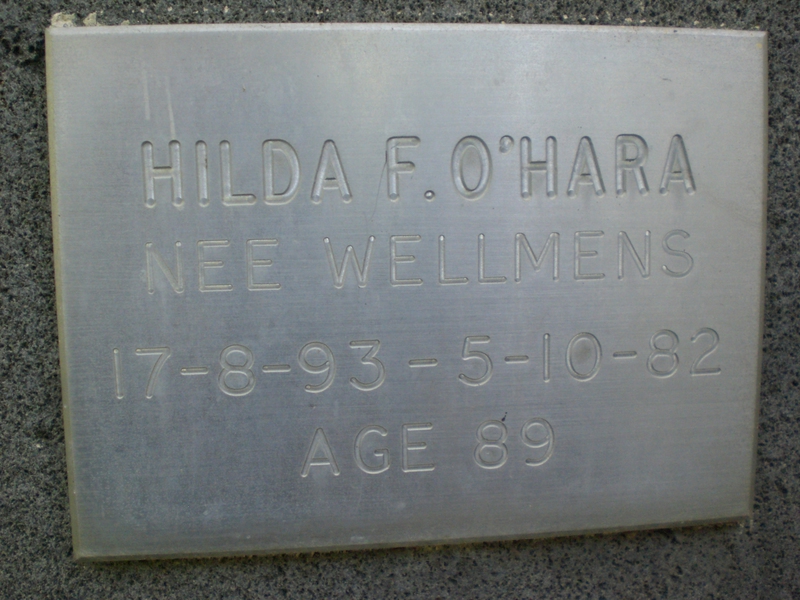 HILDA F. O'HARA
NEE WELLMENS
17-8-93-5-10-82
AGE 89